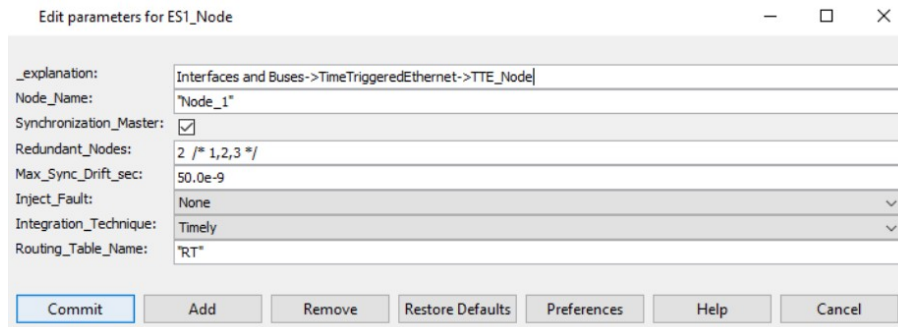 Edit parameters for ES1_Node
_explanation: Interfaces and Buses->TimeTriggeredEthernet->TTE_Node
Node_Name: "Node_1"
Synchronization_Master:
Redundant_Nodes: 2 /* 1,2,3 */
Max_Sync_Drift_sec: 50.0e-9
Inject_Fault: None
Integration_Technique: Timely
Routing_Table_Name: "RT"
Commit Add Remove Restore Defaults Preferences Help Cancel